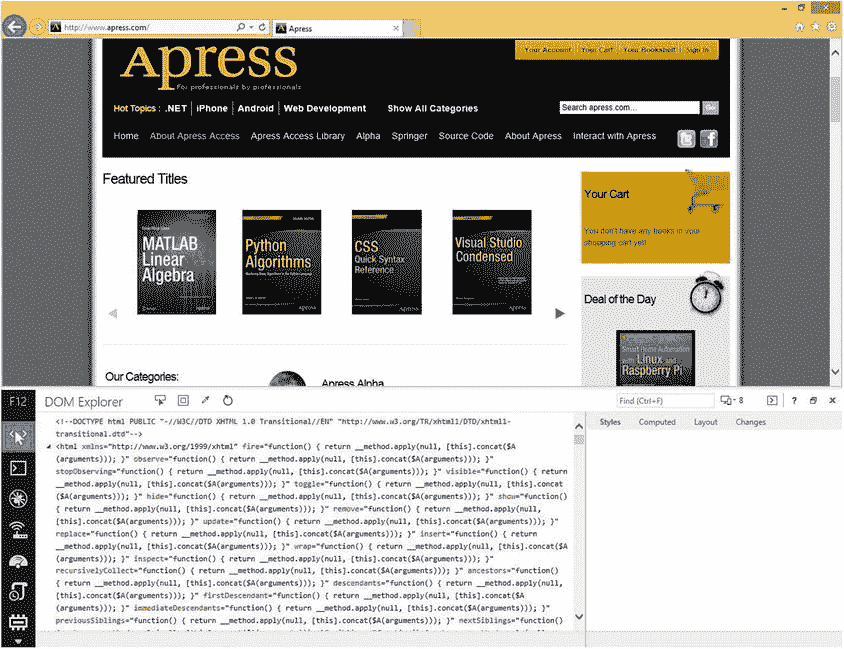 http://www.apress.com/
Apress
Apress
For professionals by professionals
Your Account Your Cart Your Bookshelf Sign In
Hot Topics : .NET iPhone Android Web Development Show All Categories
Search apress.com...
Go
Home About Apress Access Apress Access Library Alpha Springer Source Code About Apress Interact with Apress
Featured Titles
MATLAB
Linear
Algebra
Python
Algorithms
Apress
CSS
Quick Syntax
Reference
Apress
Visual Studio
Condensed
Apress
Your Cart
You don't have any books in your
shopping cart yet!
Deal of the Day
Smart Home Automation
with Linux and
Raspberry Pi
Our Categories:
Apress Alpha
F12 DOM Explorer
Find (Ctrl+F)
8
?
Styles Computed Layout Changes
<!--DOCTYPE html PUBLIC "-//W3C//DTD XHTML 1.0 Transitional//EN" "http://www.w3.org/TR/xhtml1/DTD/xhtml1-
transitional.dtd"-->
<html xmlns="http://www.w3.org/1999/xhtml" fire="function() { return __method.apply(null, [this].concat($A
(arguments))); }" observe="function() { return __method.apply(null, [this].concat($A(arguments))); }"
stopObserving="function() { return __method.apply(null, [this].concat($A(arguments))); }" visible="function()
{ return __method.apply(null, [this].concat($A(arguments))); }" toggle="function() { return __method.apply(null,
[this].concat($A(arguments))); }" hide="function() { return __method.apply(null, [this].concat($A(arguments))); }" show="function()
{ return __method.apply(null, [this].concat($A(arguments))); }" remove="function() { return __method.apply(null,
[this].concat($A(arguments))); }" update="function() { return __method.apply(null, [this].concat($A(arguments))); }"
replace="function() { return __method.apply(null, [this].concat($A(arguments))); }" insert="function() { return
__method.apply(null, [this].concat($A(arguments))); }" wrap="function() { return __method.apply(null, [this].concat($A
(arguments))); }" inspect="function() { return __method.apply(null, [this].concat($A(arguments))); }"
recursivelyCollect="function() { return __method.apply(null, [this].concat($A(arguments))); }" ancestors="function()
{ return __method.apply(null, [this].concat($A(arguments))); }" descendants="function() { return __method.apply(null,
[this].concat($A(arguments))); }" firstDescendant="function() { return __method.apply(null, [this].concat($A
(arguments))); }" immediateDescendants="function() { return __method.apply(null, [this].concat($A(arguments))); }"
previousSiblings="function() { return __method.apply(null, [this].concat($A(arguments))); }" nextSiblings="function()